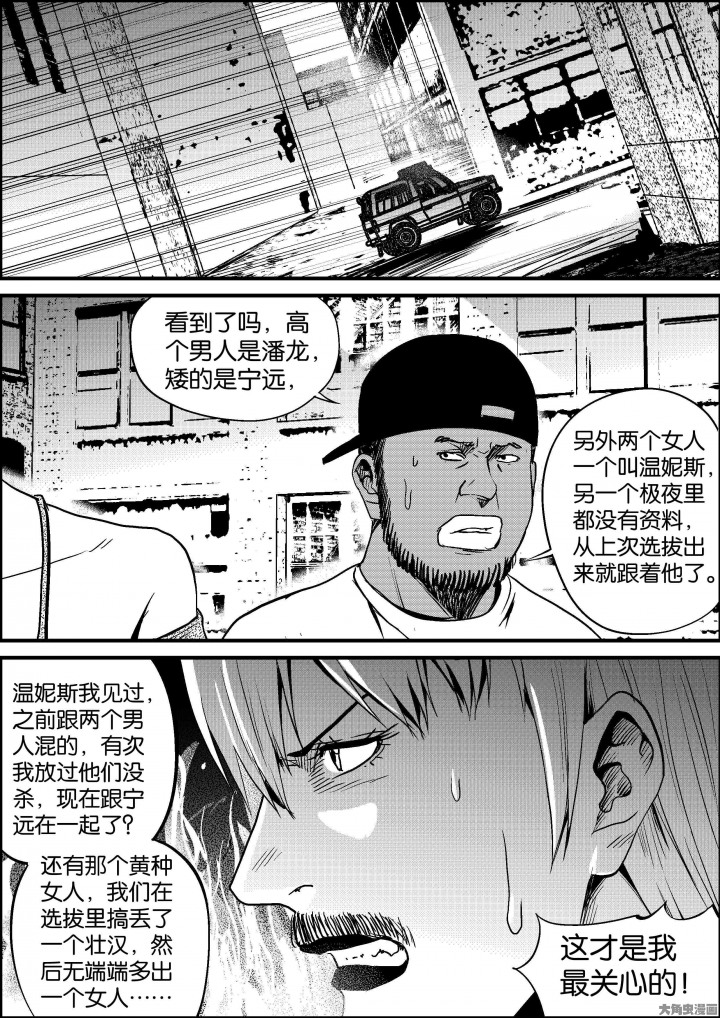 看到了吗，高
个男人是潘龙，
矮的是宁远，
另外两个女人
一个叫温妮斯，
另一个极夜里
都没有资料，
从上次选拔出
来就跟着他了。
温妮斯我见过，
之前跟两个男
人混的，有次
我放过他们没
杀，现在跟宁
远在一起了？
还有那个黄种
女人，我们在
选拔里搞丢了
一个壮汉，然
后无端端多出
一个女人……
这才是我
最关心的！
大角虫漫画